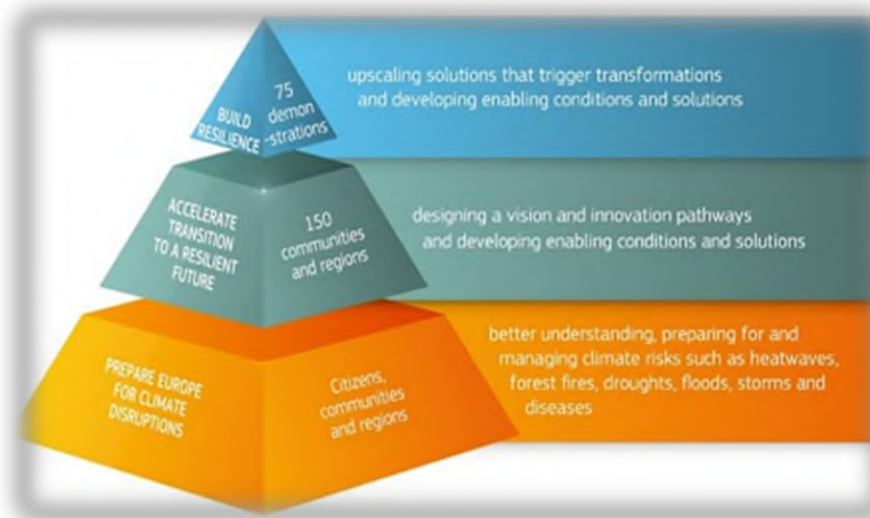 BUILD
RESILIENCE
75
demon
-strations
upscaling solutions that trigger transformations
and developing enabling conditions and solutions
ACCELERATE
TRANSITION
TO A RESILIENT
FUTURE
150
communities
and regions
designing a vision and innovation pathways
and developing enabling conditions and solutions
PREPARE EUROPE
FOR CLIMATE
DISRUPTIONS
Citizens,
communities
and regions
better understanding, preparing for and
managing climate risks such as heatwaves,
forest fires, droughts, floods, storms and
diseases